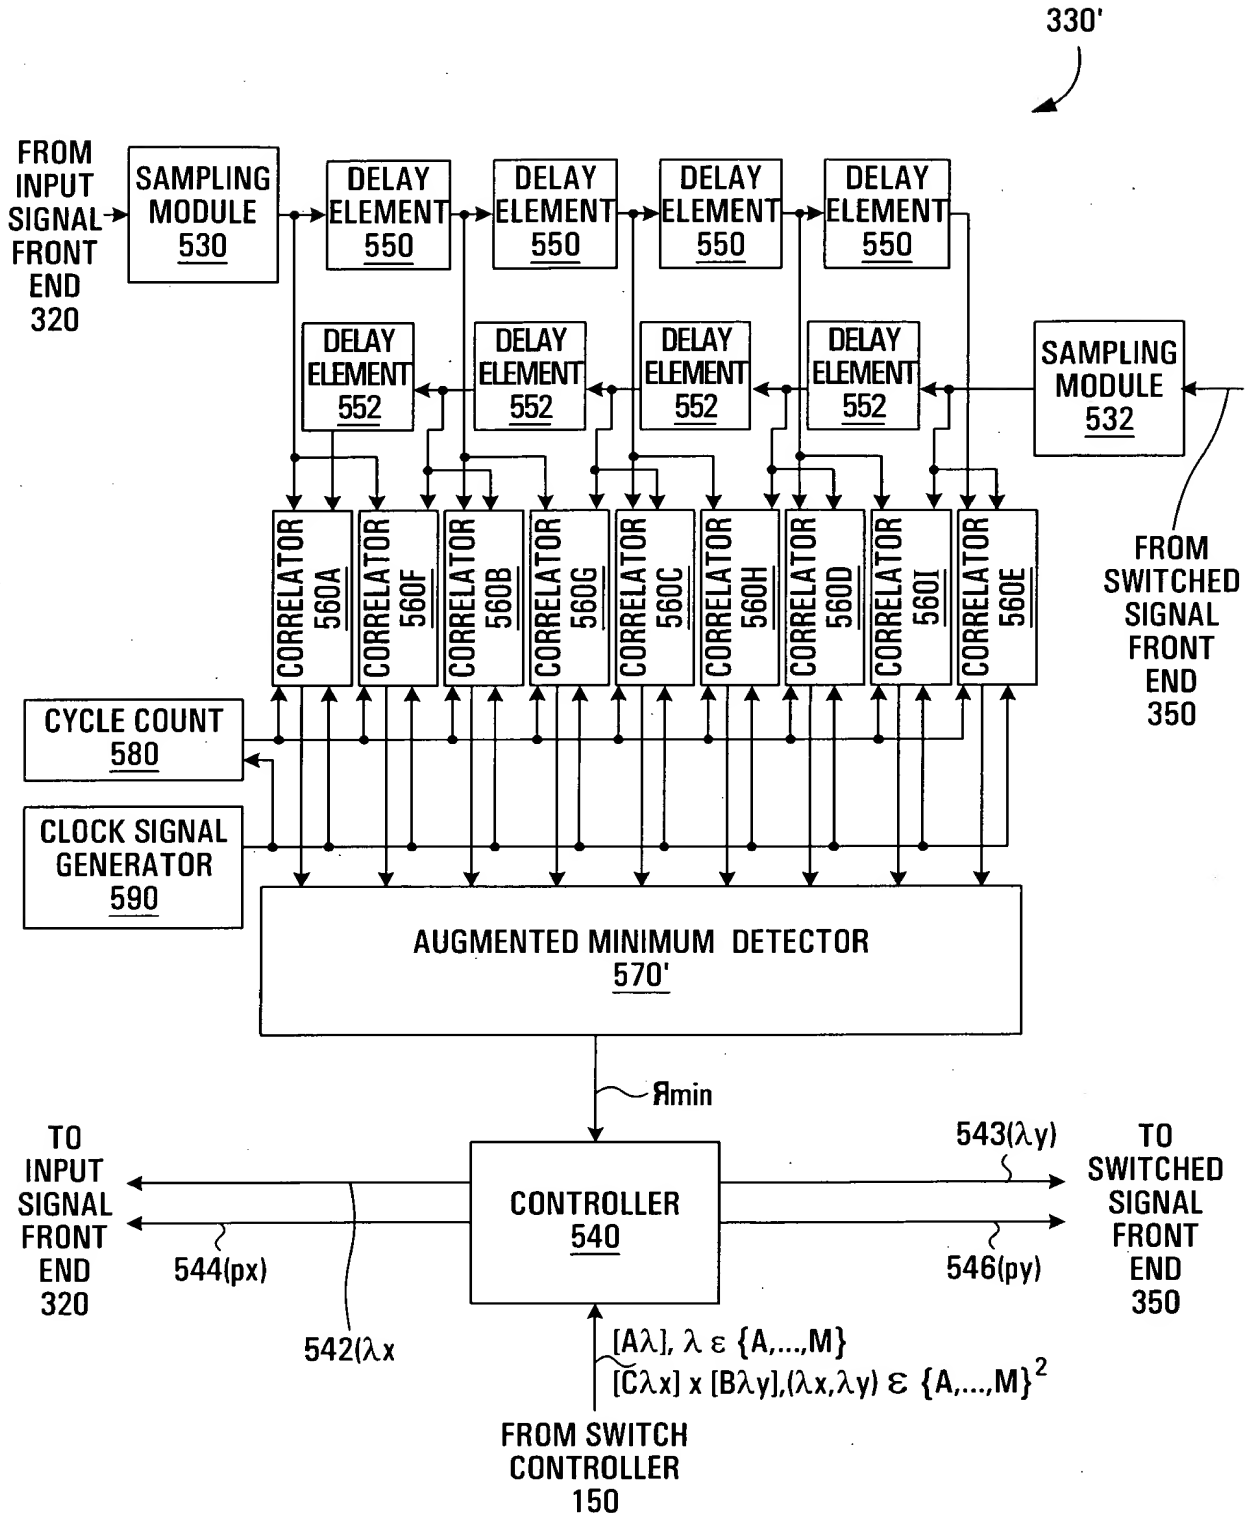 330'
FROM
INPUT
SIGNAL
FRONT
END
320
SAMPLING
MODULE
530
DELAY
ELEMENT
550
DELAY
ELEMENT
550
DELAY
ELEMENT
550
DELAY
ELEMENT
550
DELAY
ELEMENT
552
DELAY
ELEMENT
552
DELAY
ELEMENT
552
DELAY
ELEMENT
552
SAMPLING
MODULE
532
FROM
SWITCHED
SIGNAL
FRONT
END
350
CORRELATOR
560A
CORRELATOR
560F
CORRELATOR
560B
CORRELATOR
560G
CORRELATOR
560C
CORRELATOR
560H
CORRELATOR
560D
CORRELATOR
560I
CORRELATOR
560E
CYCLE COUNT
580
CLOCK SIGNAL
GENERATOR
590
AUGMENTED MINIMUM DETECTOR
570'
Яmin
TO
INPUT
SIGNAL
FRONT
END
320
CONTROLLER
540
543(λy)
544(px)
546(py)
542(λx
TO
SWITCHED
SIGNAL
FRONT
END
350
[Aλ], λ ε {A,...,M}
[Cλx] x [Bλy],(λx,λy) ε {A,...,M}²
FROM SWITCH
CONTROLLER
150